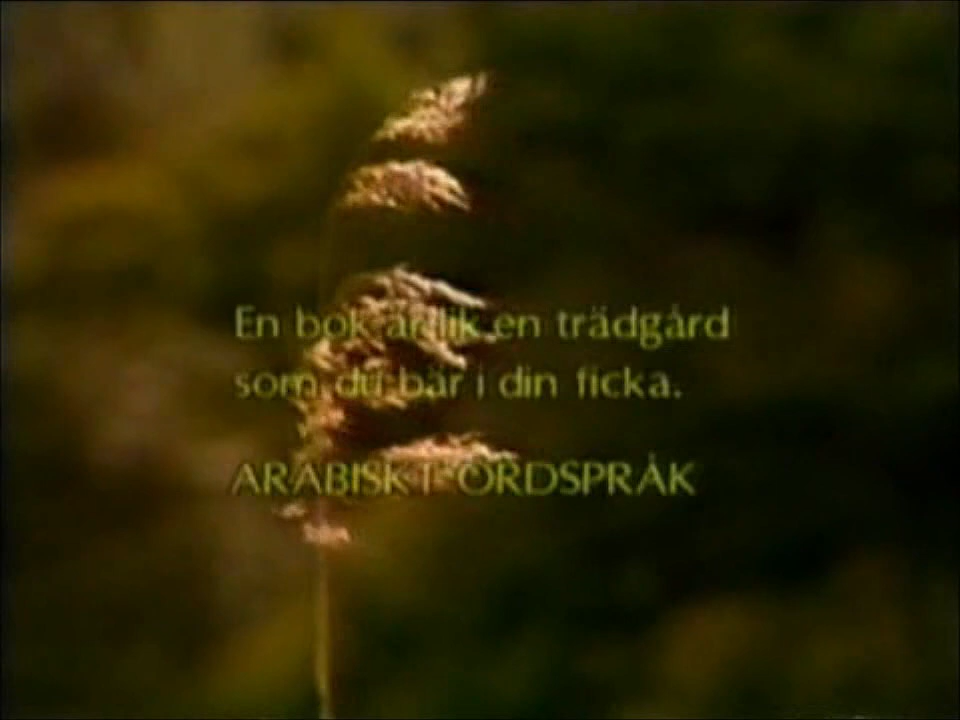 En bok är lik en trädgård
som du bär i din ficka.
ARABISKT ORDSPRÅK